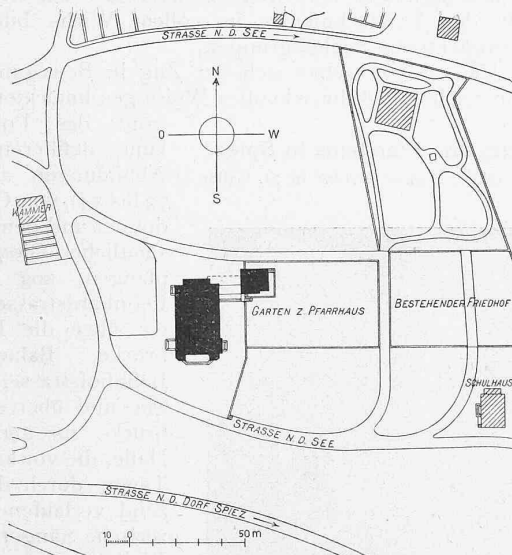 STRASSE N. D. SEE
N
O
W
S
KAMMER
GARTEN Z. PFARRHAUS
BESTEHENDER FRIEDHOF
SCHULHAUS
STRASSE N. D. SEE
STRASSE N. D. DORF SPIEZ
10 0 50 m